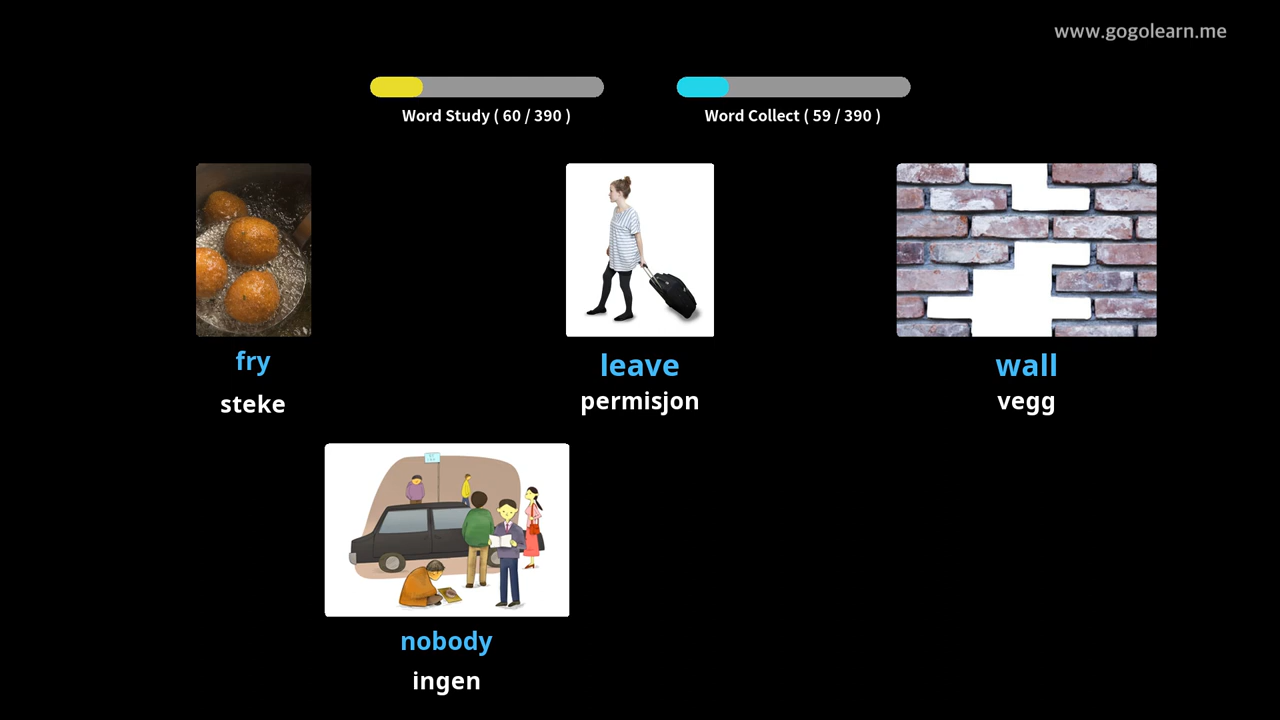 www.gogolearn.me
Word Study ( 60 / 390 )
Word Collect ( 59 / 390 )
fry
leave
wall
steke
permisjon
vegg
nobody
ingen